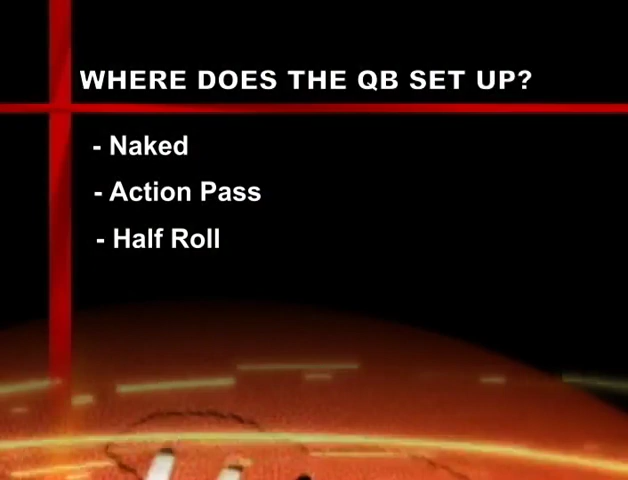 WHERE DOES THE QB SET UP?
- Naked
- Action Pass
- Half Roll